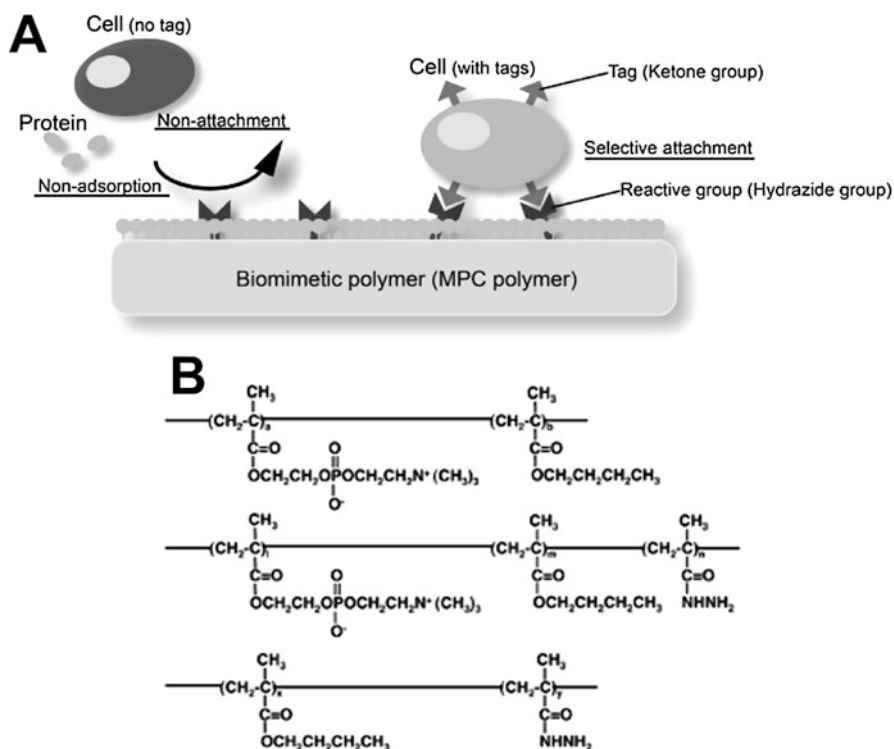 A
Cell (no tag)
Protein
Non-attachment
Non-adsorption
Cell (with tags)
Tag (Ketone group)
Selective attachment
Reactive group (Hydrazide group)
Biomimetic polymer (MPC polymer)
B
CH₃ CH₃
(CH₂-C)ₐ (CH₂-C)b
C=O O C=O
OCH₂CH₂OPOCH₂CH₂N⁺(CH₃)₃ OCH₂CH₂CH₂CH₃
O⁻
CH₃ CH₃ CH₃
(CH₂-C)l (CH₂-C)m (CH₂-C)n
C=O O C=O C=O
OCH₂CH₂OPOCH₂CH₂N⁺(CH₃)₃ OCH₂CH₂CH₂CH₃ NHNH₂
O⁻
CH₃ CH₃
(CH₂-C)x (CH₂-C)y
C=O C=O
OCH₂CH₂CH₂CH₃ NHNH₂